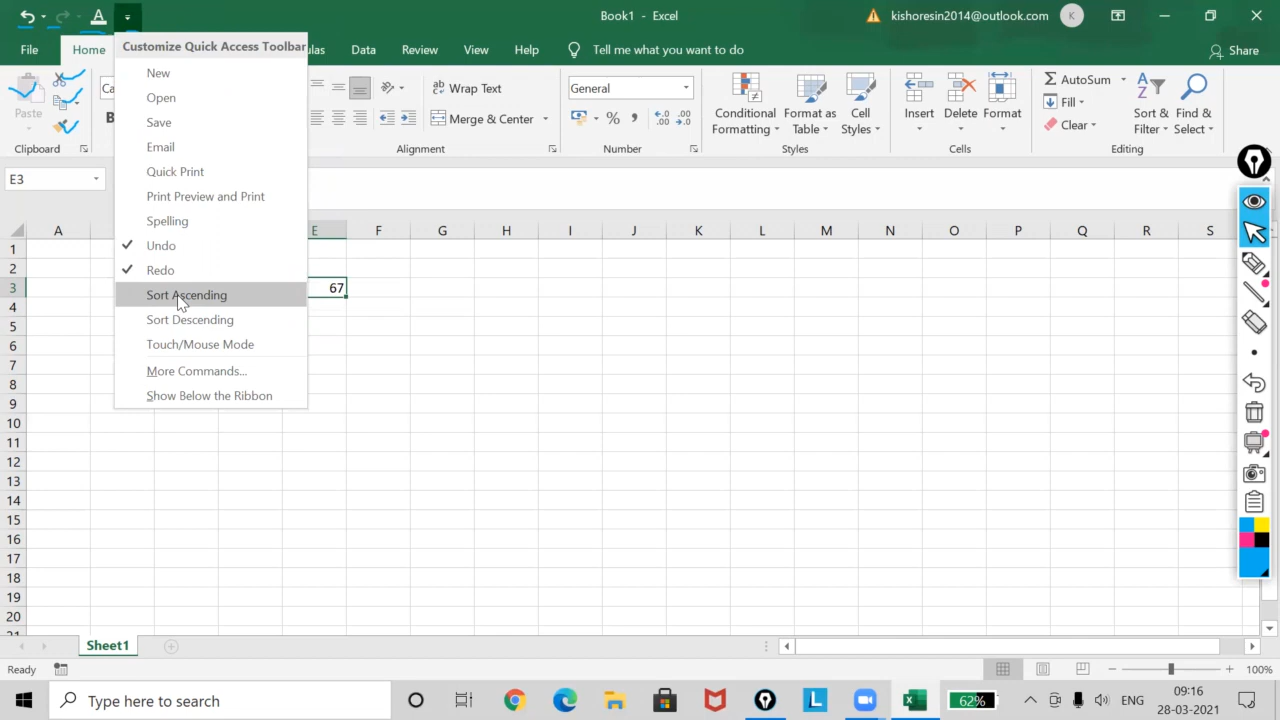 Book1 - Excel
kishoresin2014@outlook.com
K
File
Home
ulas
Data
Review
View
Help
Tell me what you want to do
Share
Customize Quick Access Toolbar
New
Open
Save
Email
Quick Print
Print Preview and Print
Spelling
Undo
Redo
Sort Ascending
Sort Descending
Touch/Mouse Mode
More Commands...
Show Below the Ribbon
Paste
Ca
B
Clipboard
Wrap Text
Merge & Center
Alignment
General
%
Number
Conditional Formatting
Format as Table
Cell Styles
Styles
Insert
Delete
Format
Cells
AutoSum
Fill
Clear
Sort & Filter
Find & Select
Editing
E3
A E F G H I J K L M N O P Q R S
1
2
3 67
4
5
6
7
8
9
10
11
12
13
14
15
16
17
18
19
20
21
Sheet1
Ready
100%
Type here to search
L
62%
ENG
09:16
28-03-2021